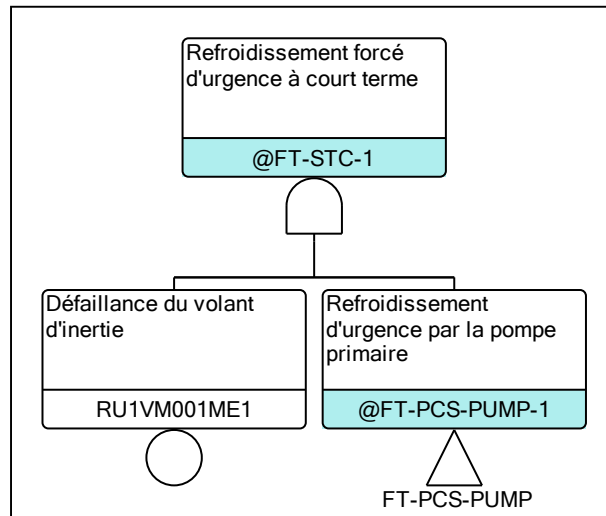 Refroidissement forcé
d'urgence à court terme
@FT-STC-1
Défaillance du volant
d'inertie
RU1VM001ME1
Refroidissement
d'urgence par la pompe
primaire
@FT-PCS-PUMP-1
FT-PCS-PUMP